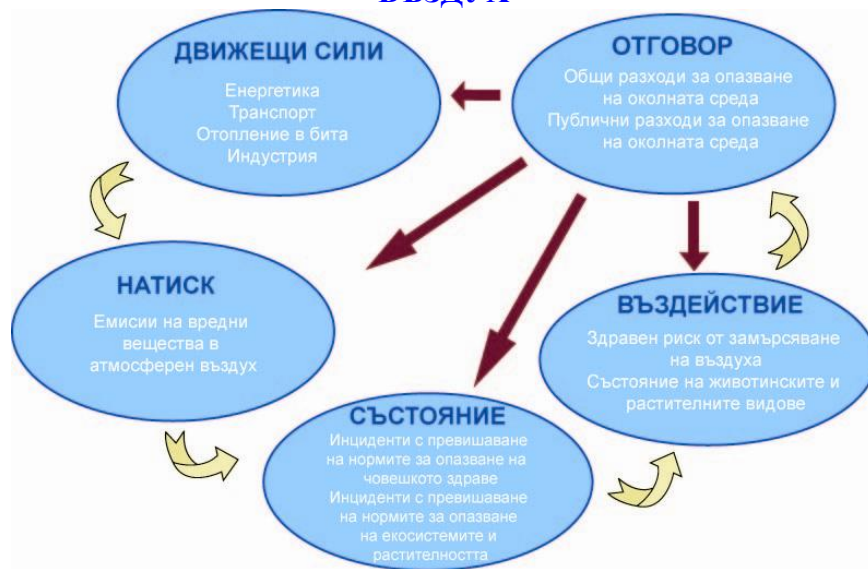 ВЪЗДУХ
ДВИЖЕЩИ СИЛИ
Енергетика
Транспорт
Отопление в бита
Индустрия
ОТГОВОР
Общи разходи за опазване
на околната среда
Публични разходи за опазване
на околната среда
НАТИСК
Емисии на вредни
вещества в
атмосферен въздух
ВЪЗДЕЙСТВИЕ
Здравен риск от замърсяване
на въздуха
Състояние на животинските и
растителните видове
СЪСТОЯНИЕ
Инциденти с превишаване
на нормите за опазване на
човешкото здраве
Инциденти с превишаване
на нормите за опазване
на екосистемите и
растителността